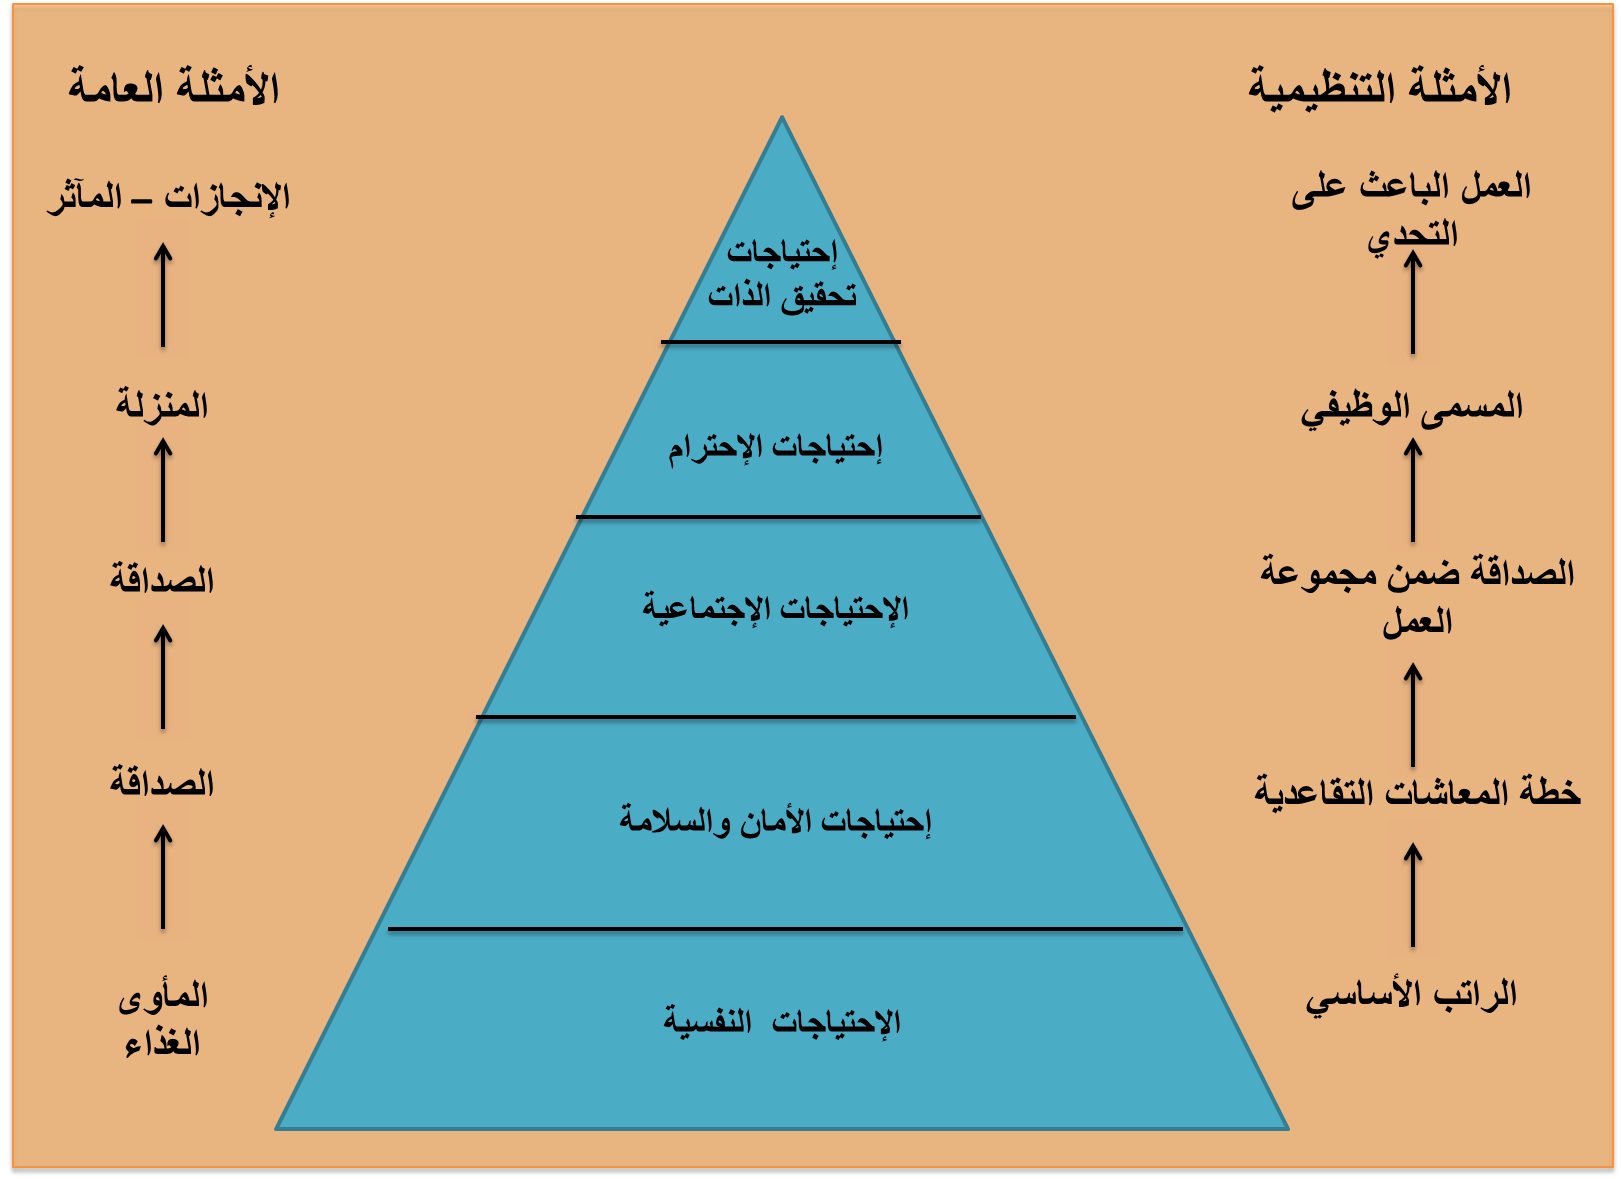 الأمثلة التنظيمية
العمل الباعث على
التحدي
المسمى الوظيفي
الصداقة ضمن مجموعة
العمل
خطة المعاشات التقاعدية
الراتب الأساسي
إحتياجات
تحقيق الذات
إحتياجات الإحترام
الإحتياجات الإجتماعية
إحتياجات الأمان والسلامة
الإحتياجات النفسية
الأمثلة العامة
الإنجازات – المآثر
المنزلة
الصداقة
الصداقة
المأوى
الغذاء